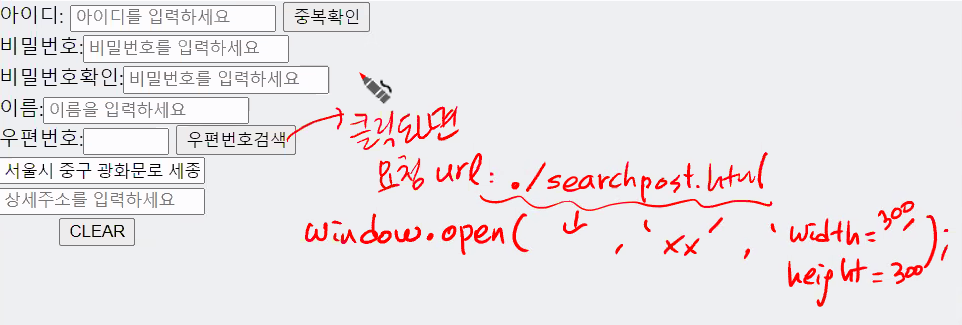 아이디: 아이디를 입력하세요 중복확인
비밀번호: 비밀번호를 입력하세요
비밀번호확인: 비밀번호를 입력하세요
이름: 이름을 입력하세요
우편번호: 우편번호검색
클릭되면
서울시 중구 광화문로 세종
요청 url: ./searchpost.html
상세주소를 입력하세요
window.open( , 'xx', 'width=300,
height=300);
CLEAR